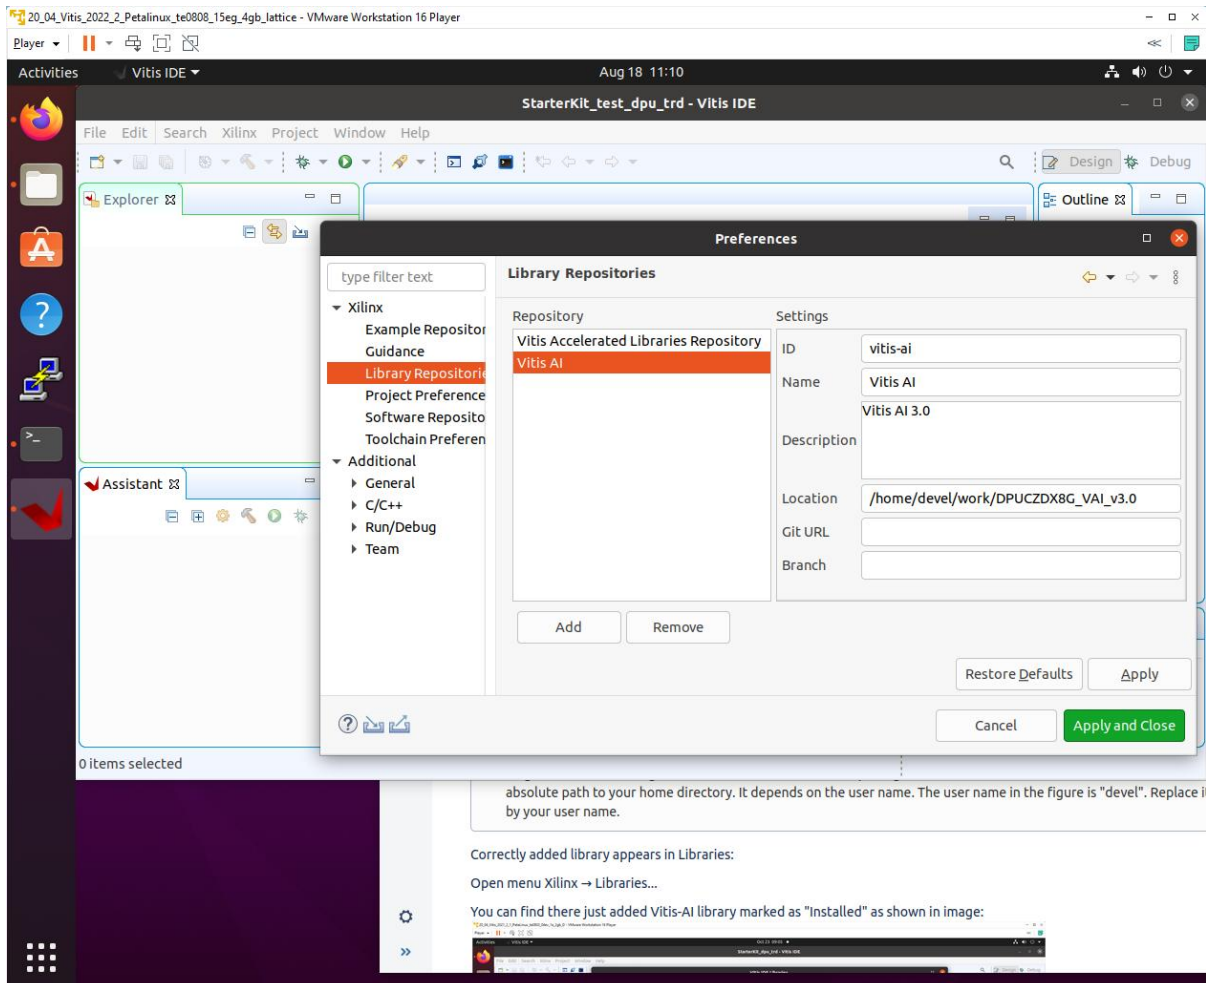 20_04_Vitis_2022_2_Petalinux_te0808_15eg_4gb_lattice - VMware Workstation 16 Player
Player
Activities
Vitis IDE
Aug 18 11:10
StarterKit_test_dpu_trd - Vitis IDE
File Edit Search Xilinx Project Window Help
Design
Debug
Explorer
Outline
Preferences
type filter text
Library Repositories
Xilinx
Example Repositor
Guidance
Library Repositorie
Project Preference
Software Reposito
Toolchain Preferen
Additional
General
C/C++
Run/Debug
Team
Repository
Vitis Accelerated Libraries Repository
Vitis AI
Settings
ID
vitis-ai
Name
Vitis AI
Description
Vitis AI 3.0
Location
/home/devel/work/DPUCZDX8G_VAI_v3.0
Git URL
Branch
Add
Remove
Restore Defaults
Apply
Cancel
Apply and Close
Assistant
0 items selected
absolute path to your home directory. It depends on the user name. The user name in the figure is "devel". Replace i
by your user name.
Correctly added library appears in Libraries:
Open menu Xilinx → Libraries...
You can find there just added Vitis-AI library marked as "Installed" as shown in image: